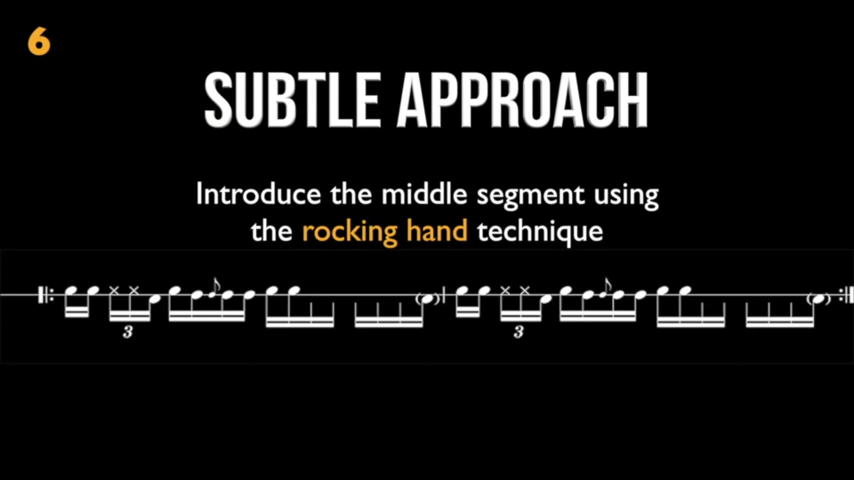 6
SUBTLE APPROACH
Introduce the middle segment using
the rocking hand technique
3 3